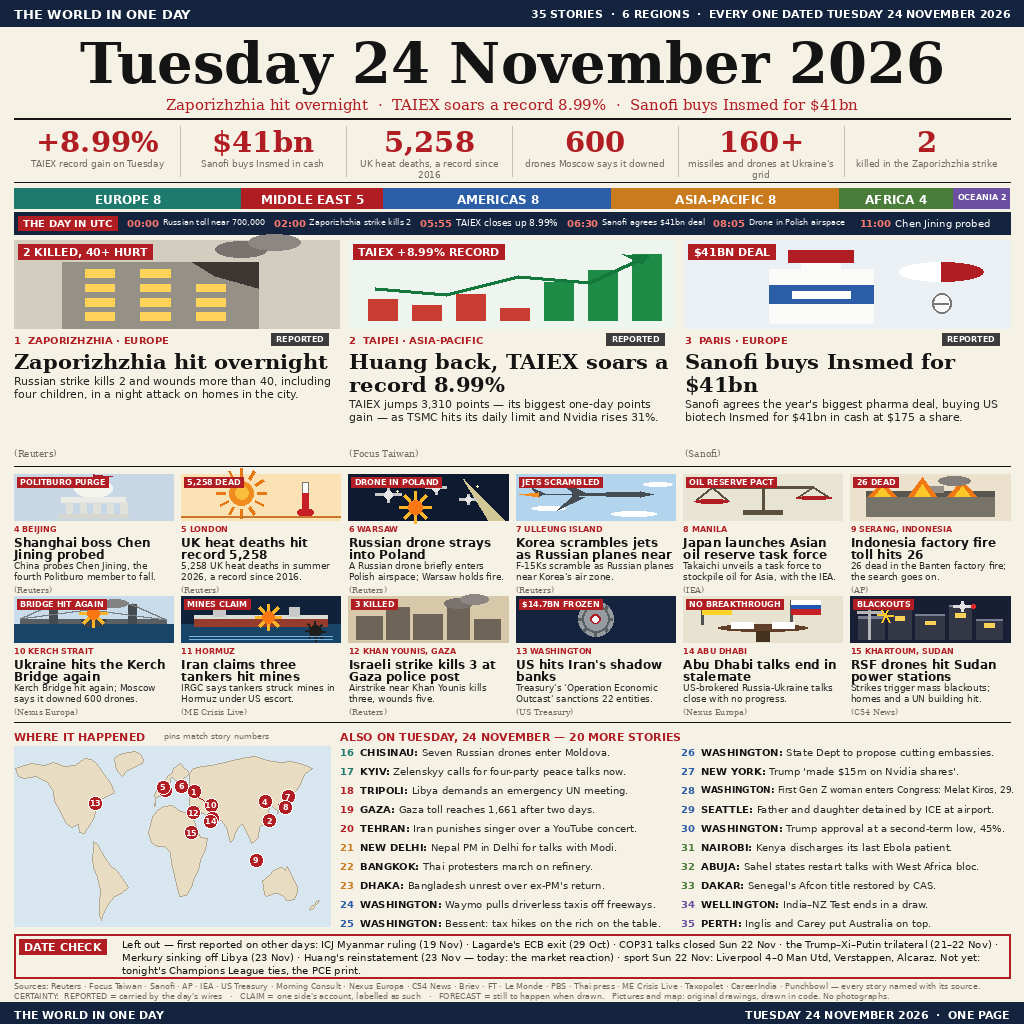 THE WORLD IN ONE DAY
35 STORIES · 6 REGIONS · EVERY ONE DATED TUESDAY 24 NOVEMBER 2026
Tuesday 24 November 2026
Zaporizhzhia hit overnight · TAIEX soars a record 8.99% · Sanofi buys Insmed for $41bn
+8.99%
TAIEX record gain on Tuesday
$41bn
Sanofi buys Insmed in cash
5,258
UK heat deaths, a record since
2016
600
drones Moscow says it downed
160+
missiles and drones at Ukraine's
grid
2
killed in the Zaporizhzhia strike
EUROPE 8
MIDDLE EAST 5
AMERICAS 8
ASIA-PACIFIC 8
AFRICA 4
OCEANIA 2
THE DAY IN UTC
00:00 Russian toll near 700,000
02:00 Zaporizhzhia strike kills 2
05:55 TAIEX closes up 8.99%
06:30 Sanofi agrees $41bn deal
08:05 Drone in Polish airspace
11:00 Chen Jining probed
2 KILLED, 40+ HURT
1 ZAPORIZHZHIA · EUROPE
REPORTED
Zaporizhzhia hit overnight
Russian strike kills 2 and wounds more than 40, including
four children, in a night attack on homes in the city.
(Reuters)
TAIEX +8.99% RECORD
2 TAIPEI · ASIA-PACIFIC
REPORTED
Huang back, TAIEX soars a
record 8.99%
TAIEX jumps 3,310 points — its biggest one-day points
gain — as TSMC hits its daily limit and Nvidia rises 31%.
(Focus Taiwan)
$41BN DEAL
3 PARIS · EUROPE
REPORTED
Sanofi buys Insmed for
$41bn
Sanofi agrees the year's biggest pharma deal, buying US
biotech Insmed for $41bn in cash at $175 a share.
(Sanofi)
POLITBURO PURGE
4 BEIJING
Shanghai boss Chen
Jining probed
China probes Chen Jining, the
fourth Politburo member to fall.
(Reuters)
5,258 DEAD
5 LONDON
UK heat deaths hit
record 5,258
5,258 UK heat deaths in summer
2026, a record since 2016.
(Reuters)
DRONE IN POLAND
6 WARSAW
Russian drone strays
into Poland
A Russian drone briefly enters
Polish airspace; Warsaw holds fire.
(Reuters)
JETS SCRAMBLED
7 ULLEUNG ISLAND
Korea scrambles jets
as Russian planes near
F-15Ks scramble as Russian planes
near Korea's air zone.
(Reuters)
OIL RESERVE PACT
8 MANILA
Japan launches Asian
oil reserve task force
Takaichi unveils a task force to
stockpile oil for Asia, with the IEA.
(IEA)
26 DEAD
9 SERANG, INDONESIA
Indonesia factory fire
toll hits 26
26 dead in the Banten factory fire;
the search goes on.
(AP)
BRIDGE HIT AGAIN
10 KERCH STRAIT
Ukraine hits the Kerch
Bridge again
Kerch Bridge hit again; Moscow
says it downed 600 drones.
(Nexus Europa)
MINES CLAIM
11 HORMUZ
Iran claims three
tankers hit mines
IRGC says tankers struck mines in
Hormuz under US escort.
(ME Crisis Live)
3 KILLED
12 KHAN YOUNIS, GAZA
Israeli strike kills 3 at
Gaza police post
Airstrike near Khan Younis kills
three, wounds five.
(Reuters)
$14.7BN FROZEN
13 WASHINGTON
US hits Iran's shadow
banks
Treasury's 'Operation Economic
Outcast' sanctions 22 entities.
(US Treasury)
NO BREAKTHROUGH
14 ABU DHABI
Abu Dhabi talks end in
stalemate
US-brokered Russia-Ukraine talks
close with no progress.
(Nexus Europa)
BLACKOUTS
15 KHARTOUM, SUDAN
RSF drones hit Sudan
power stations
Strikes trigger mass blackouts;
homes and a UN building hit.
(C54 News)
WHERE IT HAPPENED pins match story numbers
13
5
6
1
10
12
14
15
4
7
8
2
9
ALSO ON TUESDAY, 24 NOVEMBER — 20 MORE STORIES
16 CHISINAU: Seven Russian drones enter Moldova.
17 KYIV: Zelenskyy calls for four-party peace talks now.
18 TRIPOLI: Libya demands an emergency UN meeting.
19 GAZA: Gaza toll reaches 1,661 after two days.
20 TEHRAN: Iran punishes singer over a YouTube concert.
21 NEW DELHI: Nepal PM in Delhi for talks with Modi.
22 BANGKOK: Thai protesters march on refinery.
23 DHAKA: Bangladesh unrest over ex-PM's return.
24 WASHINGTON: Waymo pulls driverless taxis off freeways.
25 WASHINGTON: Bessent: tax hikes on the rich on the table.
26 WASHINGTON: State Dept to propose cutting embassies.
27 NEW YORK: Trump 'made $15m on Nvidia shares'.
28 WASHINGTON: First Gen Z woman enters Congress: Melat Kiros, 29.
29 SEATTLE: Father and daughter detained by ICE at airport.
30 WASHINGTON: Trump approval at a second-term low, 45%.
31 NAIROBI: Kenya discharges its last Ebola patient.
32 ABUJA: Sahel states restart talks with West Africa bloc.
33 DAKAR: Senegal's Afcon title restored by CAS.
34 WELLINGTON: India–NZ Test ends in a draw.
35 PERTH: Inglis and Carey put Australia on top.
DATE CHECK
Left out — first reported on other days: ICJ Myanmar ruling (19 Nov) · Lagarde's ECB exit (29 Oct) · COP31 talks closed Sun 22 Nov · the Trump–Xi–Putin trilateral (21–22 Nov) ·
Merkury sinking off Libya (23 Nov) · Huang's reinstatement (23 Nov — today: the market reaction) · sport Sun 22 Nov: Liverpool 4–0 Man Utd, Verstappen, Alcaraz. Not yet:
tonight's Champions League ties, the PCE print.
Sources: Reuters · Focus Taiwan · Sanofi · AP · IEA · US Treasury · Morning Consult · Nexus Europa · C54 News · Briev · FT · Le Monde · PBS · Thai press · ME Crisis Live · Taxopolet · CareerIndia · Punchbowl — every story named with its source.
CERTAINTY: REPORTED = carried by the day's wires · CLAIM = one side's account, labelled as such · FORECAST = still to happen when drawn. Pictures and map: original drawings, drawn in code. No photographs.
THE WORLD IN ONE DAY
TUESDAY 24 NOVEMBER 2026 · ONE PAGE